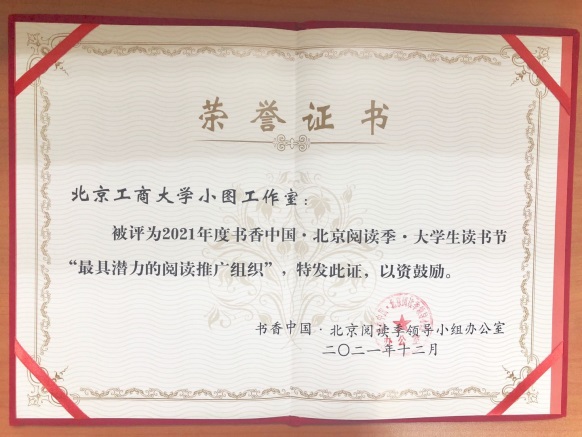 荣誉证书
北京工商大学小图工作室：
被评为2021年度书香中国·北京阅读季·大学生读书节
“最具潜力的阅读推广组织”，特发此证，以资鼓励。
书香中国·北京阅读季领导小组办公室
二〇二一年十二月